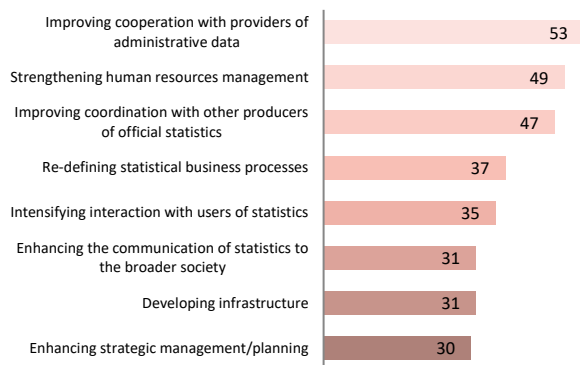 Improving cooperation with providers of
administrative data
53
Strengthening human resources management
49
Improving coordination with other producers
of official statistics
47
Re-defining statistical business processes
37
Intensifying interaction with users of statistics
35
Enhancing the communication of statistics to
the broader society
31
Developing infrastructure
31
Enhancing strategic management/planning
30